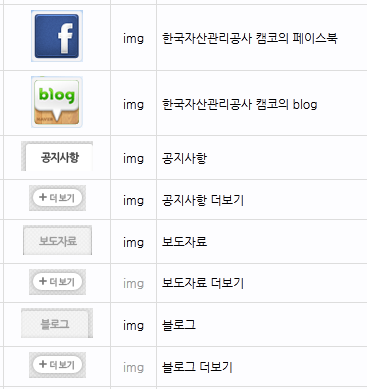 f img 한국자산관리공사 캠코의 페이스북
blog img 한국자산관리공사 캠코의 blog
공지사항 img 공지사항
+ 더보기 img 공지사항 더보기
보도자료 img 보도자료
+ 더보기 img 보도자료 더보기
블로그 img 블로그
+ 더보기 img 블로그 더보기